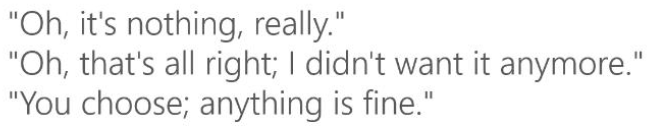 "Oh, it's nothing, really."
"Oh, that's all right; I didn't want it anymore."
"You choose; anything is fine."